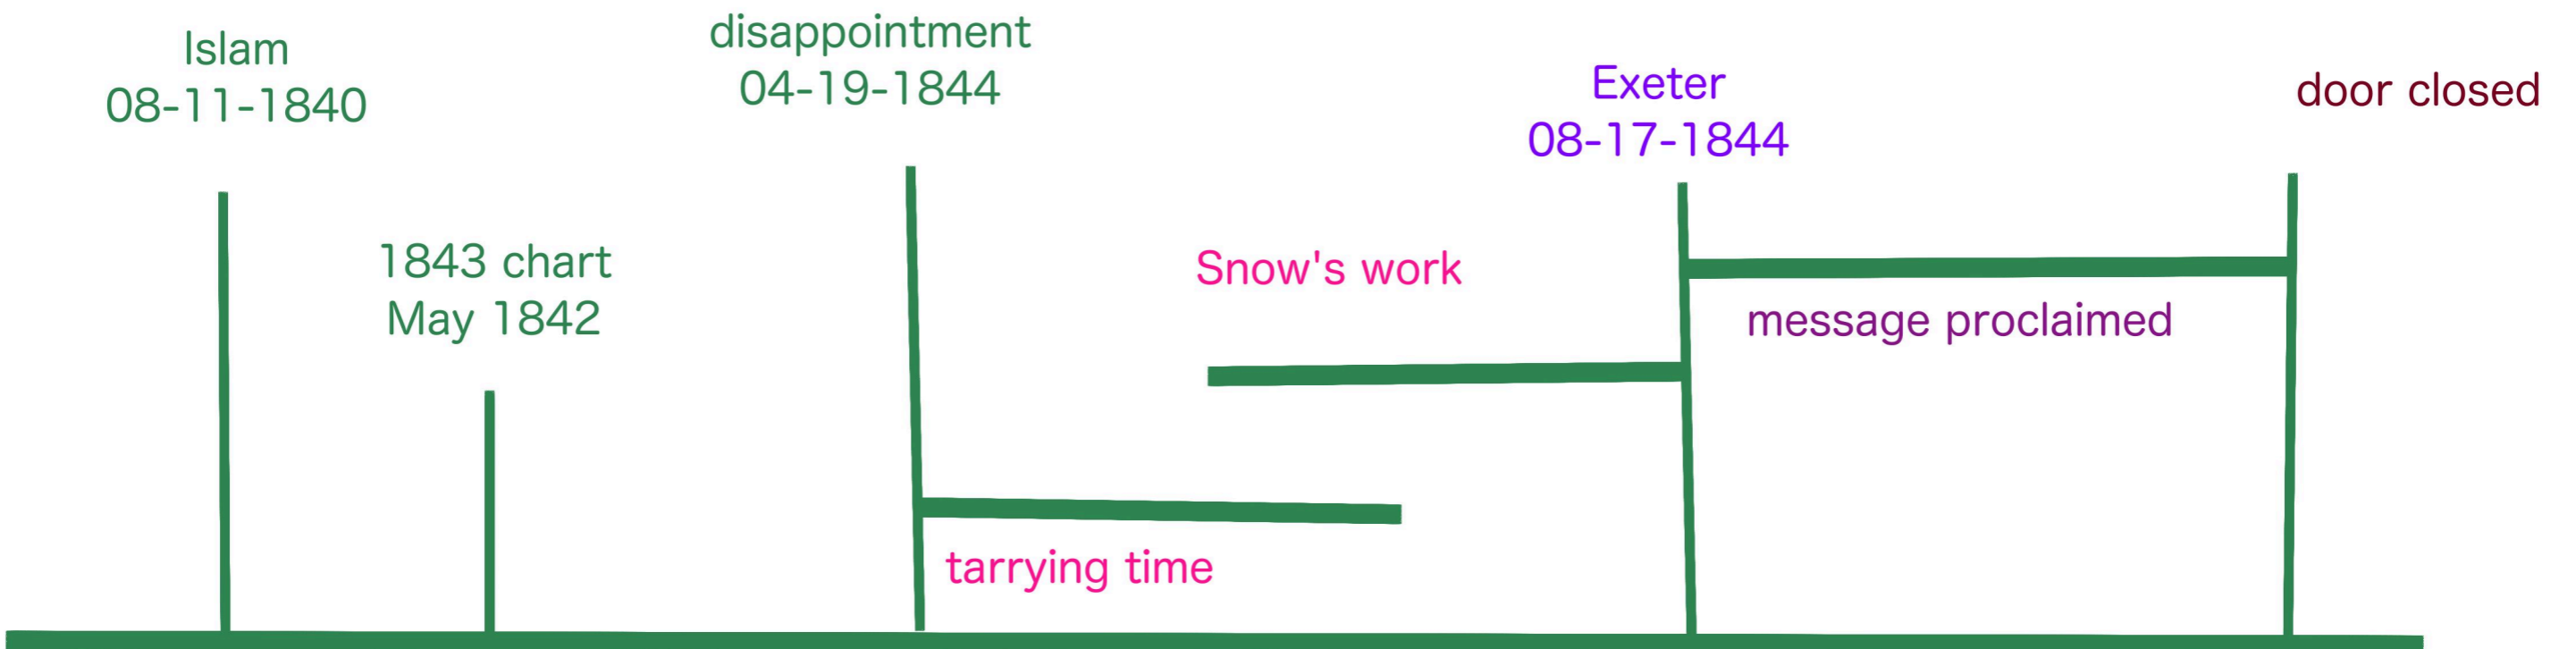 Islam
08-11-1840
1843 chart
May 1842
disappointment
04-19-1844
tarrying time
Snow's work
Exeter
08-17-1844
message proclaimed
door closed